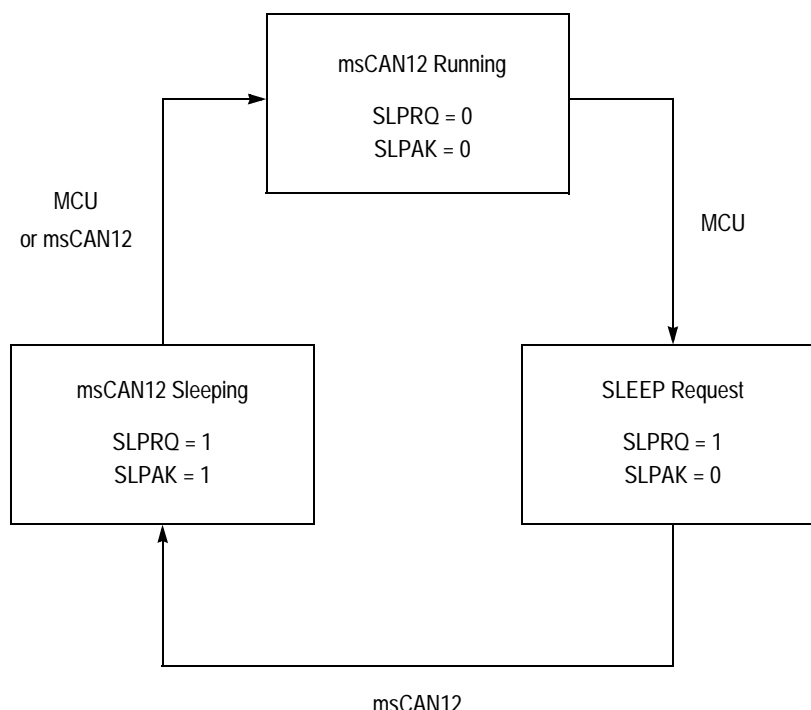 msCAN12 Running
SLPRQ = 0
SLPAK = 0
MCU
or msCAN12
MCU
msCAN12 Sleeping
SLPRQ = 1
SLPAK = 1
SLEEP Request
SLPRQ = 1
SLPAK = 0
msCAN12